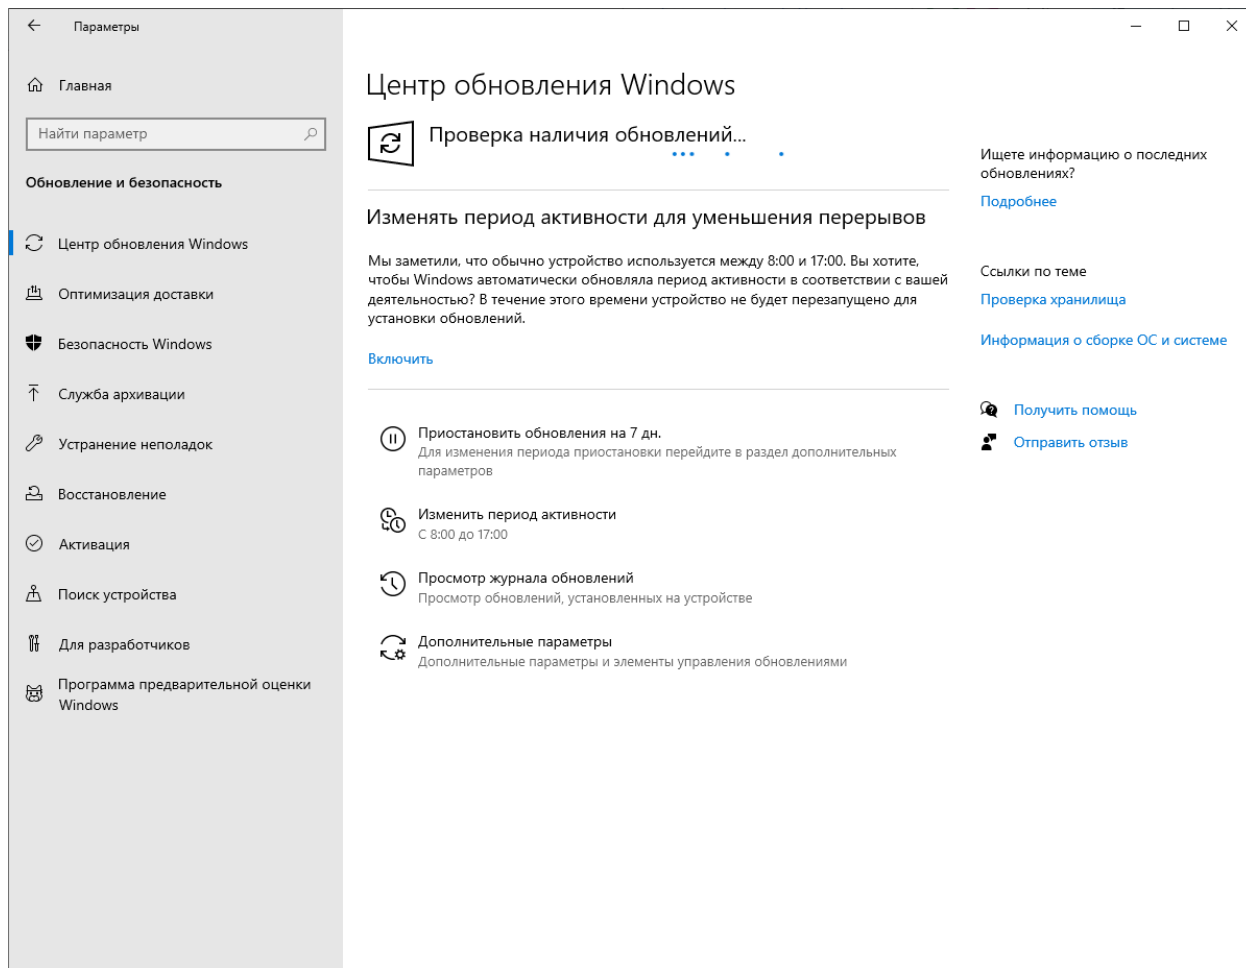 Параметры
Главная
Найти параметр
Обновление и безопасность
Центр обновления Windows
Оптимизация доставки
Безопасность Windows
Служба архивации
Устранение неполадок
Восстановление
Активация
Поиск устройства
Для разработчиков
Программа предварительной оценки
Windows
Центр обновления Windows
Проверка наличия обновлений...
Изменять период активности для уменьшения перерывов
Мы заметили, что обычно устройство используется между 8:00 и 17:00. Вы хотите,
чтобы Windows автоматически обновляла период активности в соответствии с вашей
деятельностью? В течение этого времени устройство не будет перезапущено для
установки обновлений.
Включить
Приостановить обновления на 7 дн.
Для изменения периода приостановки перейдите в раздел дополнительных
параметров
Изменить период активности
С 8:00 до 17:00
Просмотр журнала обновлений
Просмотр обновлений, установленных на устройстве
Дополнительные параметры
Дополнительные параметры и элементы управления обновлениями
Ищете информацию о последних
обновлениях?
Подробнее
Ссылки по теме
Проверка хранилища
Информация о сборке ОС и системе
Получить помощь
Отправить отзыв